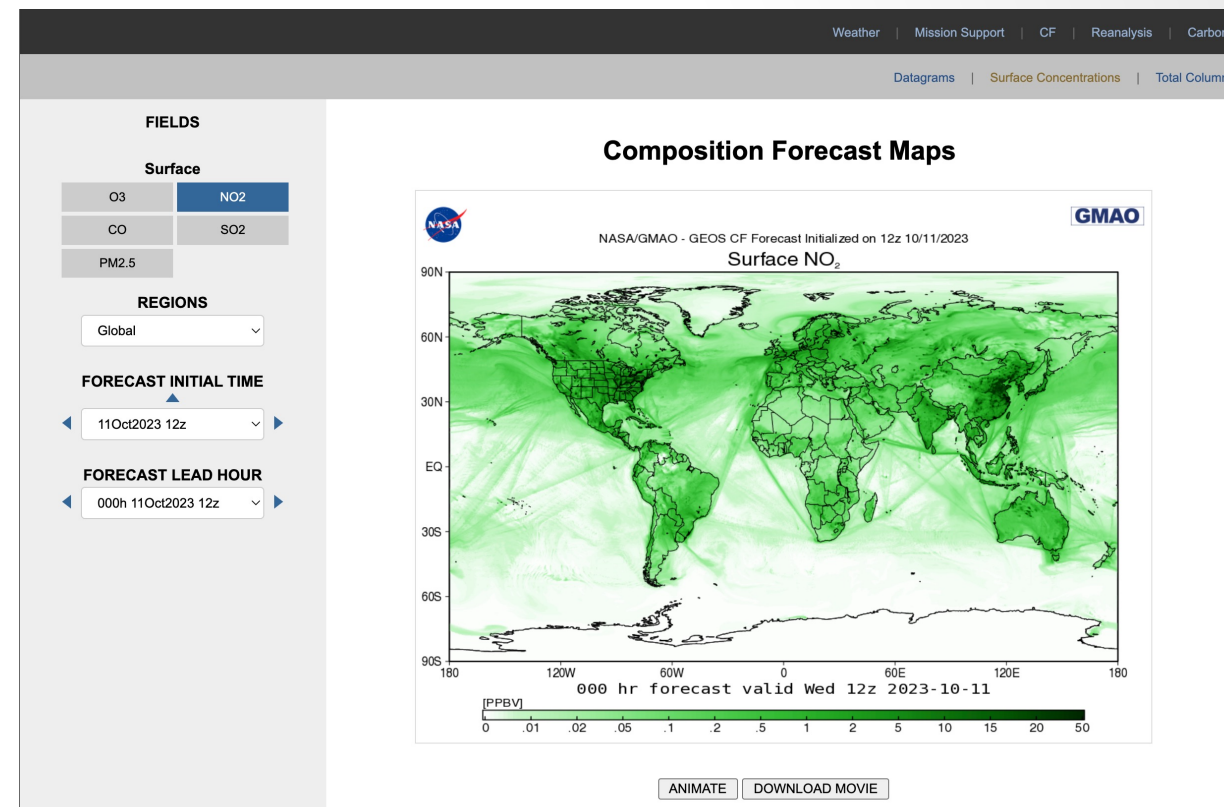 Weather | Mission Support | CF | Reanalysis | Carbon
Datagrams | Surface Concentrations | Total Column
FIELDS
Surface
O3 NO2
CO SO2
PM2.5
REGIONS
Global
FORECAST INITIAL TIME
11Oct2023 12z
FORECAST LEAD HOUR
000h 11Oct2023 12z
Composition Forecast Maps
NASA
GMAO
NASA/GMAO - GEOS CF Forecast Initialized on 12z 10/11/2023
Surface NO₂
90N
60N
30N
EQ
30S
60S
90S
180 120W 60W 0 60E 120E 180
000 hr forecast valid Wed 12z 2023-10-11
[PPBV]
0 .01 .02 .05 .1 .2 .5 1 2 5 10 15 20 50
ANIMATE DOWNLOAD MOVIE